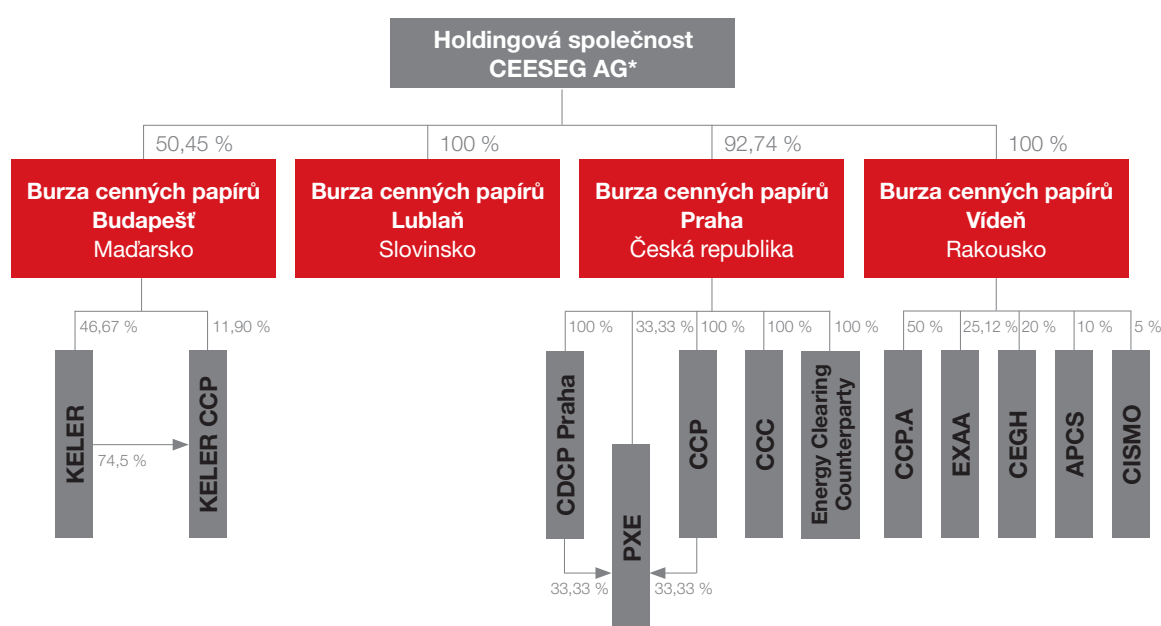 Holdingová společnost
CEESEG AG*
50,45 %
100 %
92,74 %
100 %
Burza cenných papírů
Budapešť
Maďarsko
Burza cenných papírů
Lublaň
Slovinsko
Burza cenných papírů
Praha
Česká republika
Burza cenných papírů
Vídeň
Rakousko
46,67 %
11,90 %
100 %
33,33 %
100 %
100 %
100 %
50 %
25,12 %
20 %
10 %
5 %
KELER
74,5 %
KELER CCP
CDCP Praha
PXE
CCP
CCC
Energy Clearing
Counterparty
CCP.A
EXAA
CEGH
APCS
CISMO
33,33 %
33,33 %